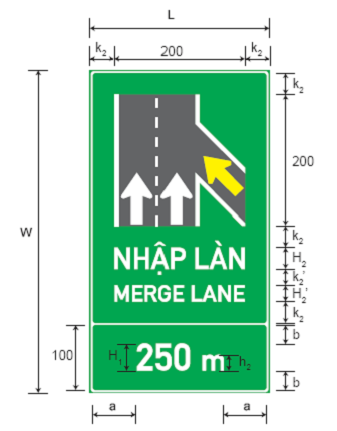 L
k₂ 200 k₂
k₂
200
W
k₂
NHẬP LÀN H₂
k₂'
MERGE LANE H₂'
k₂
100 H₁ 250 m h₂ b
b
a a